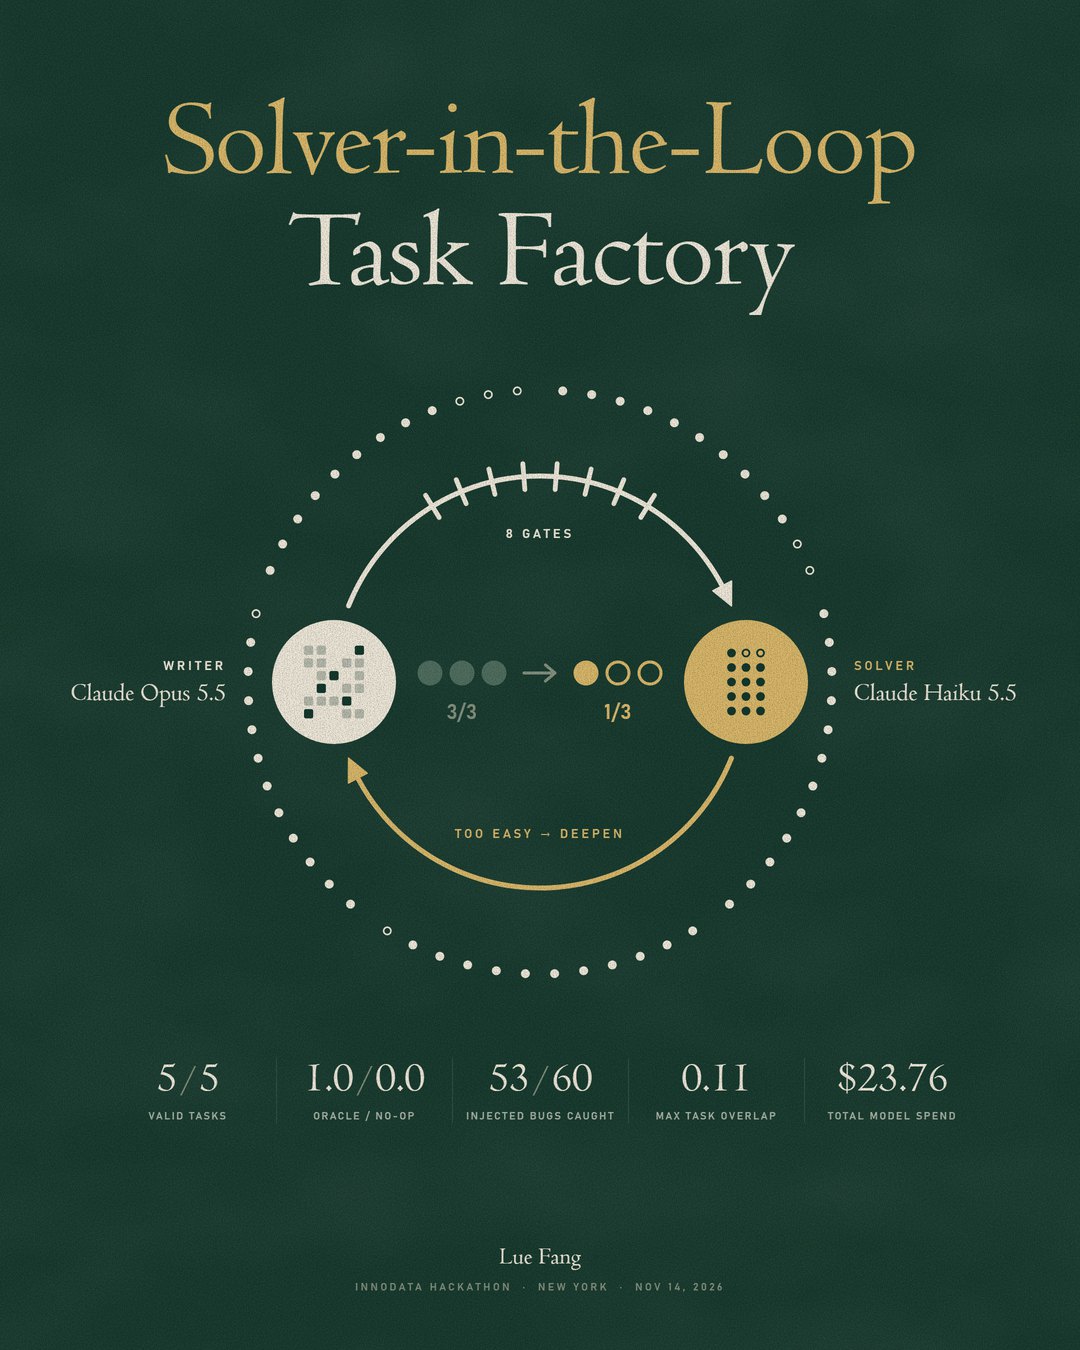 Solver-in-the-Loop
Task Factory
8 GATES
WRITER
Claude Opus 5.5
3/3
1/3
SOLVER
Claude Haiku 5.5
TOO EASY → DEEPEN
5/5
VALID TASKS
1.0/0.0
ORACLE / NO-OP
53/60
INJECTED BUGS CAUGHT
0.11
MAX TASK OVERLAP
$23.76
TOTAL MODEL SPEND
Lue Fang
INNODATA HACKATHON · NEW YORK · NOV 14, 2026